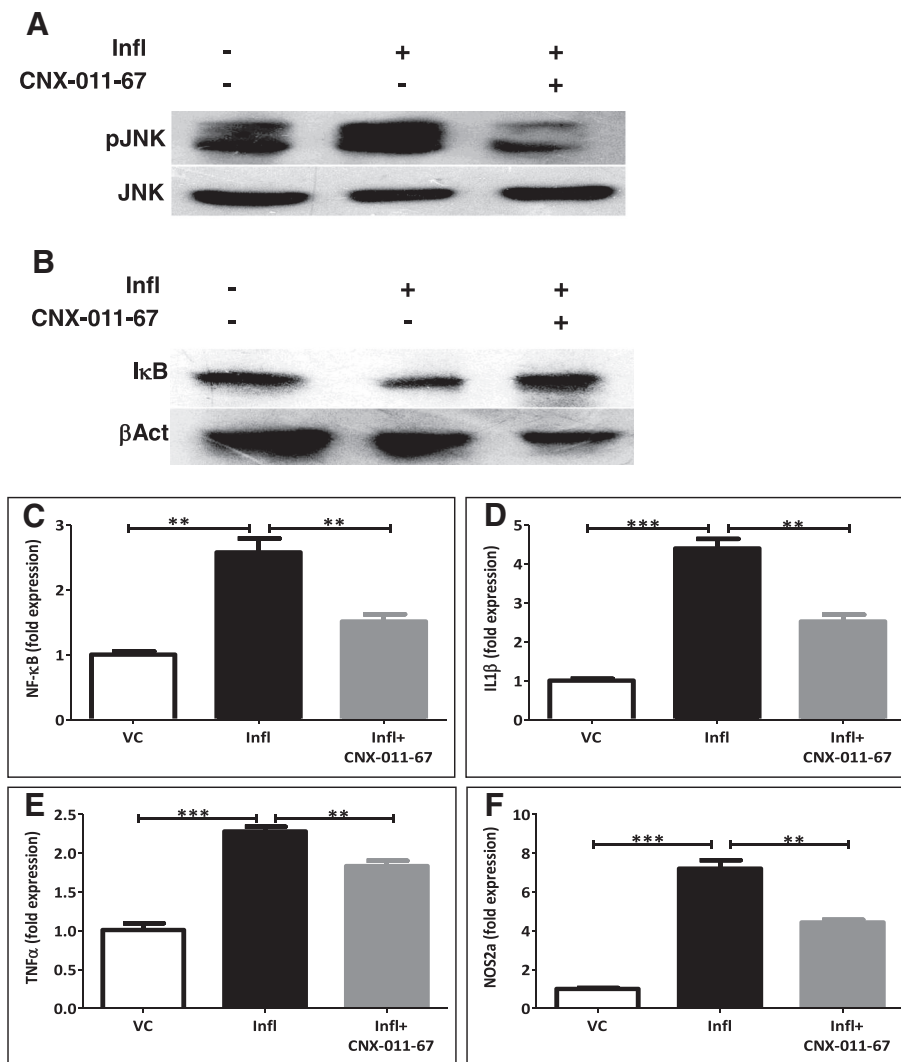 A
Infl - + +
CNX-011-67 - - +
pJNK
JNK
B
Infl - + +
CNX-011-67 - - +
IκB
βAct
C
NF-κB (fold expression)
3
2
1
0
** **
VC Infl Infl+
CNX-011-67
D
IL1β (fold expression)
5
4
3
2
1
0
*** **
VC Infl Infl+
CNX-011-67
E
TNFα (fold expression)
2.5
2.0
1.5
1.0
0.5
0.0
*** **
VC Infl Infl+
CNX-011-67
F
NOS2a (fold expression)
10
8
6
4
2
0
*** **
VC Infl Infl+
CNX-011-67